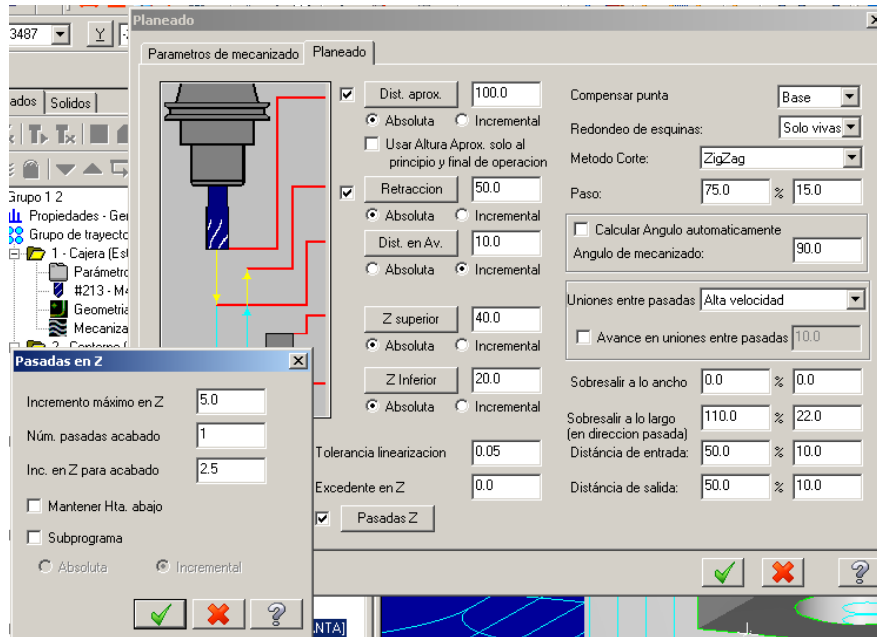 Planeado
3487
Y
Parametros de mecanizado
Planeado
ados
Solidos
Grupo 1 2
Propiedades - Ger
Grupo de trayecto
1 - Cajera (Est
Parámetro
#213 - M4
Geometria
Mecaniza
2 - Contorno (
Dist. aprox.
100.0
Absoluta
Incremental
Usar Altura Aprox. solo al
principio y final de operacion
Retraccion
50.0
Absoluta
Incremental
Dist. en Av.
10.0
Absoluta
Incremental
Z superior
40.0
Absoluta
Incremental
Z Inferior
20.0
Absoluta
Incremental
Tolerancia linearizacion
0.05
Excedente en Z
0.0
Pasadas Z
Compensar punta
Base
Redondeo de esquinas:
Solo vivas
Metodo Corte:
ZigZag
Paso:
75.0
%
15.0
Calcular Angulo automaticamente
Angulo de mecanizado:
90.0
Uniones entre pasadas
Alta velocidad
Avance en uniones entre pasadas
10.0
Sobresalir a lo ancho
0.0
%
0.0
Sobresalir a lo largo
(en direccion pasada)
110.0
%
22.0
Distáncia de entrada:
50.0
%
10.0
Distáncia de salida:
50.0
%
10.0
Pasadas en Z
Incremento máximo en Z
5.0
Núm. pasadas acabado
1
Inc. en Z para acabado
2.5
Mantener Hta. abajo
Subprograma
Absoluta
Incremental
NTA]